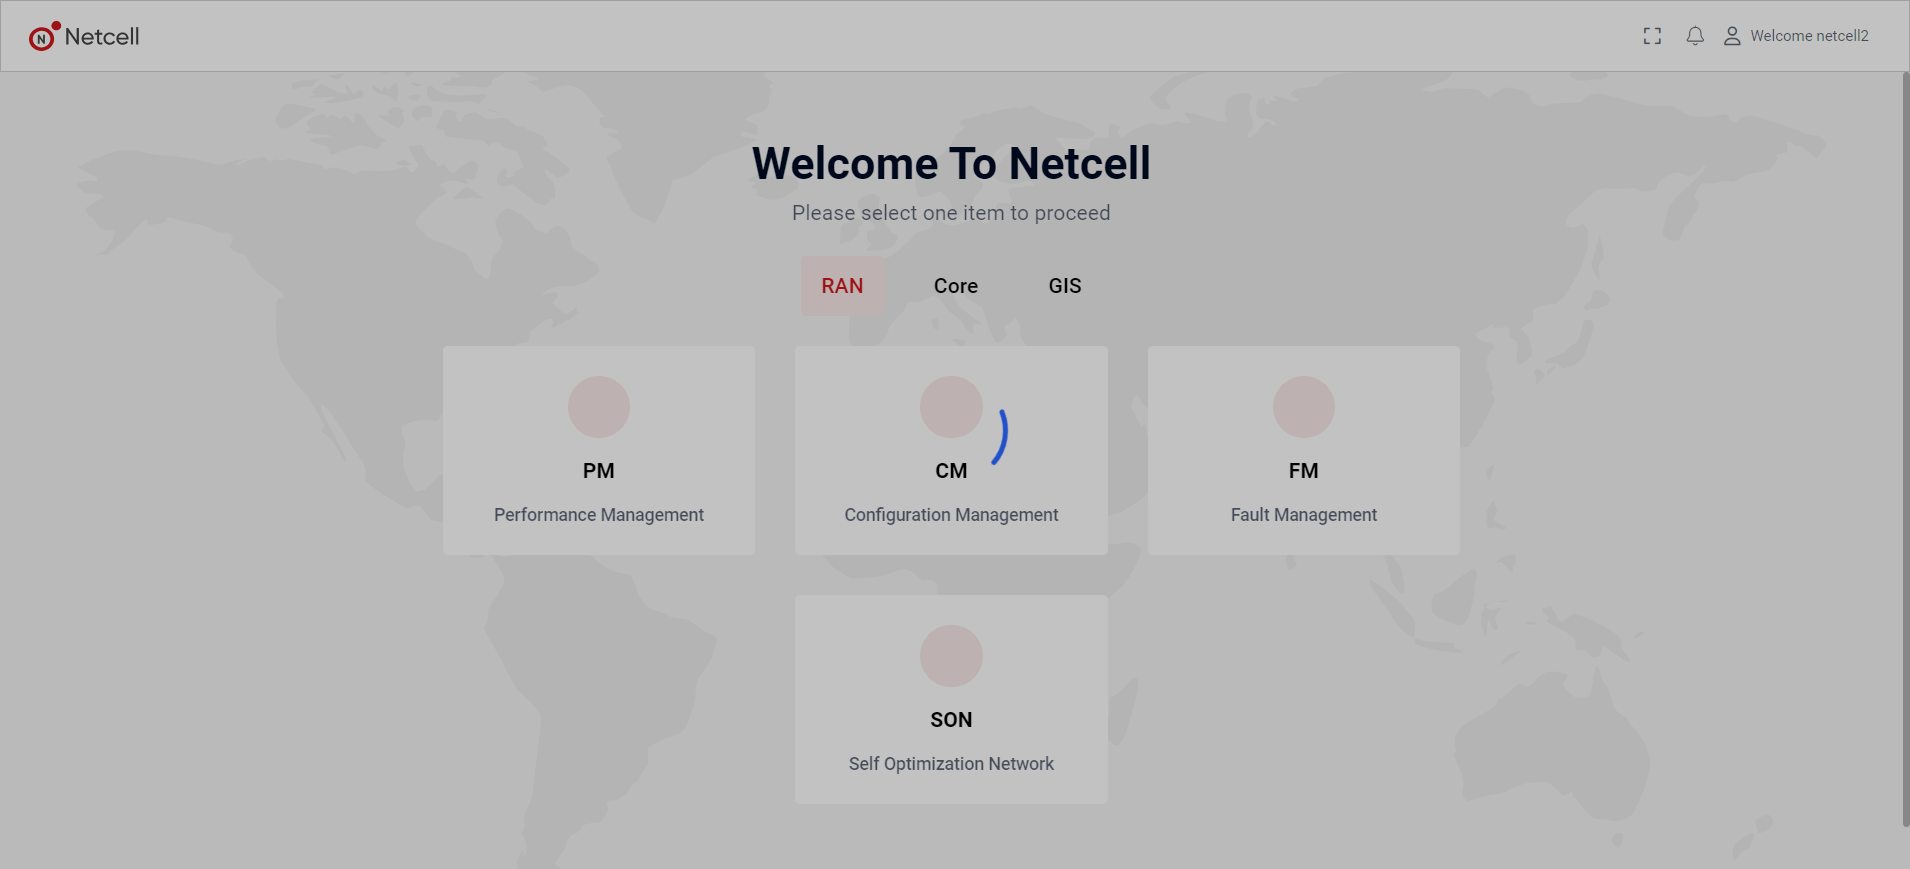 N Netcell
Welcome netcell2
Welcome To Netcell
Please select one item to proceed
RAN Core GIS
PM CM FM
Performance Management Configuration Management Fault Management
SON
Self Optimization Network